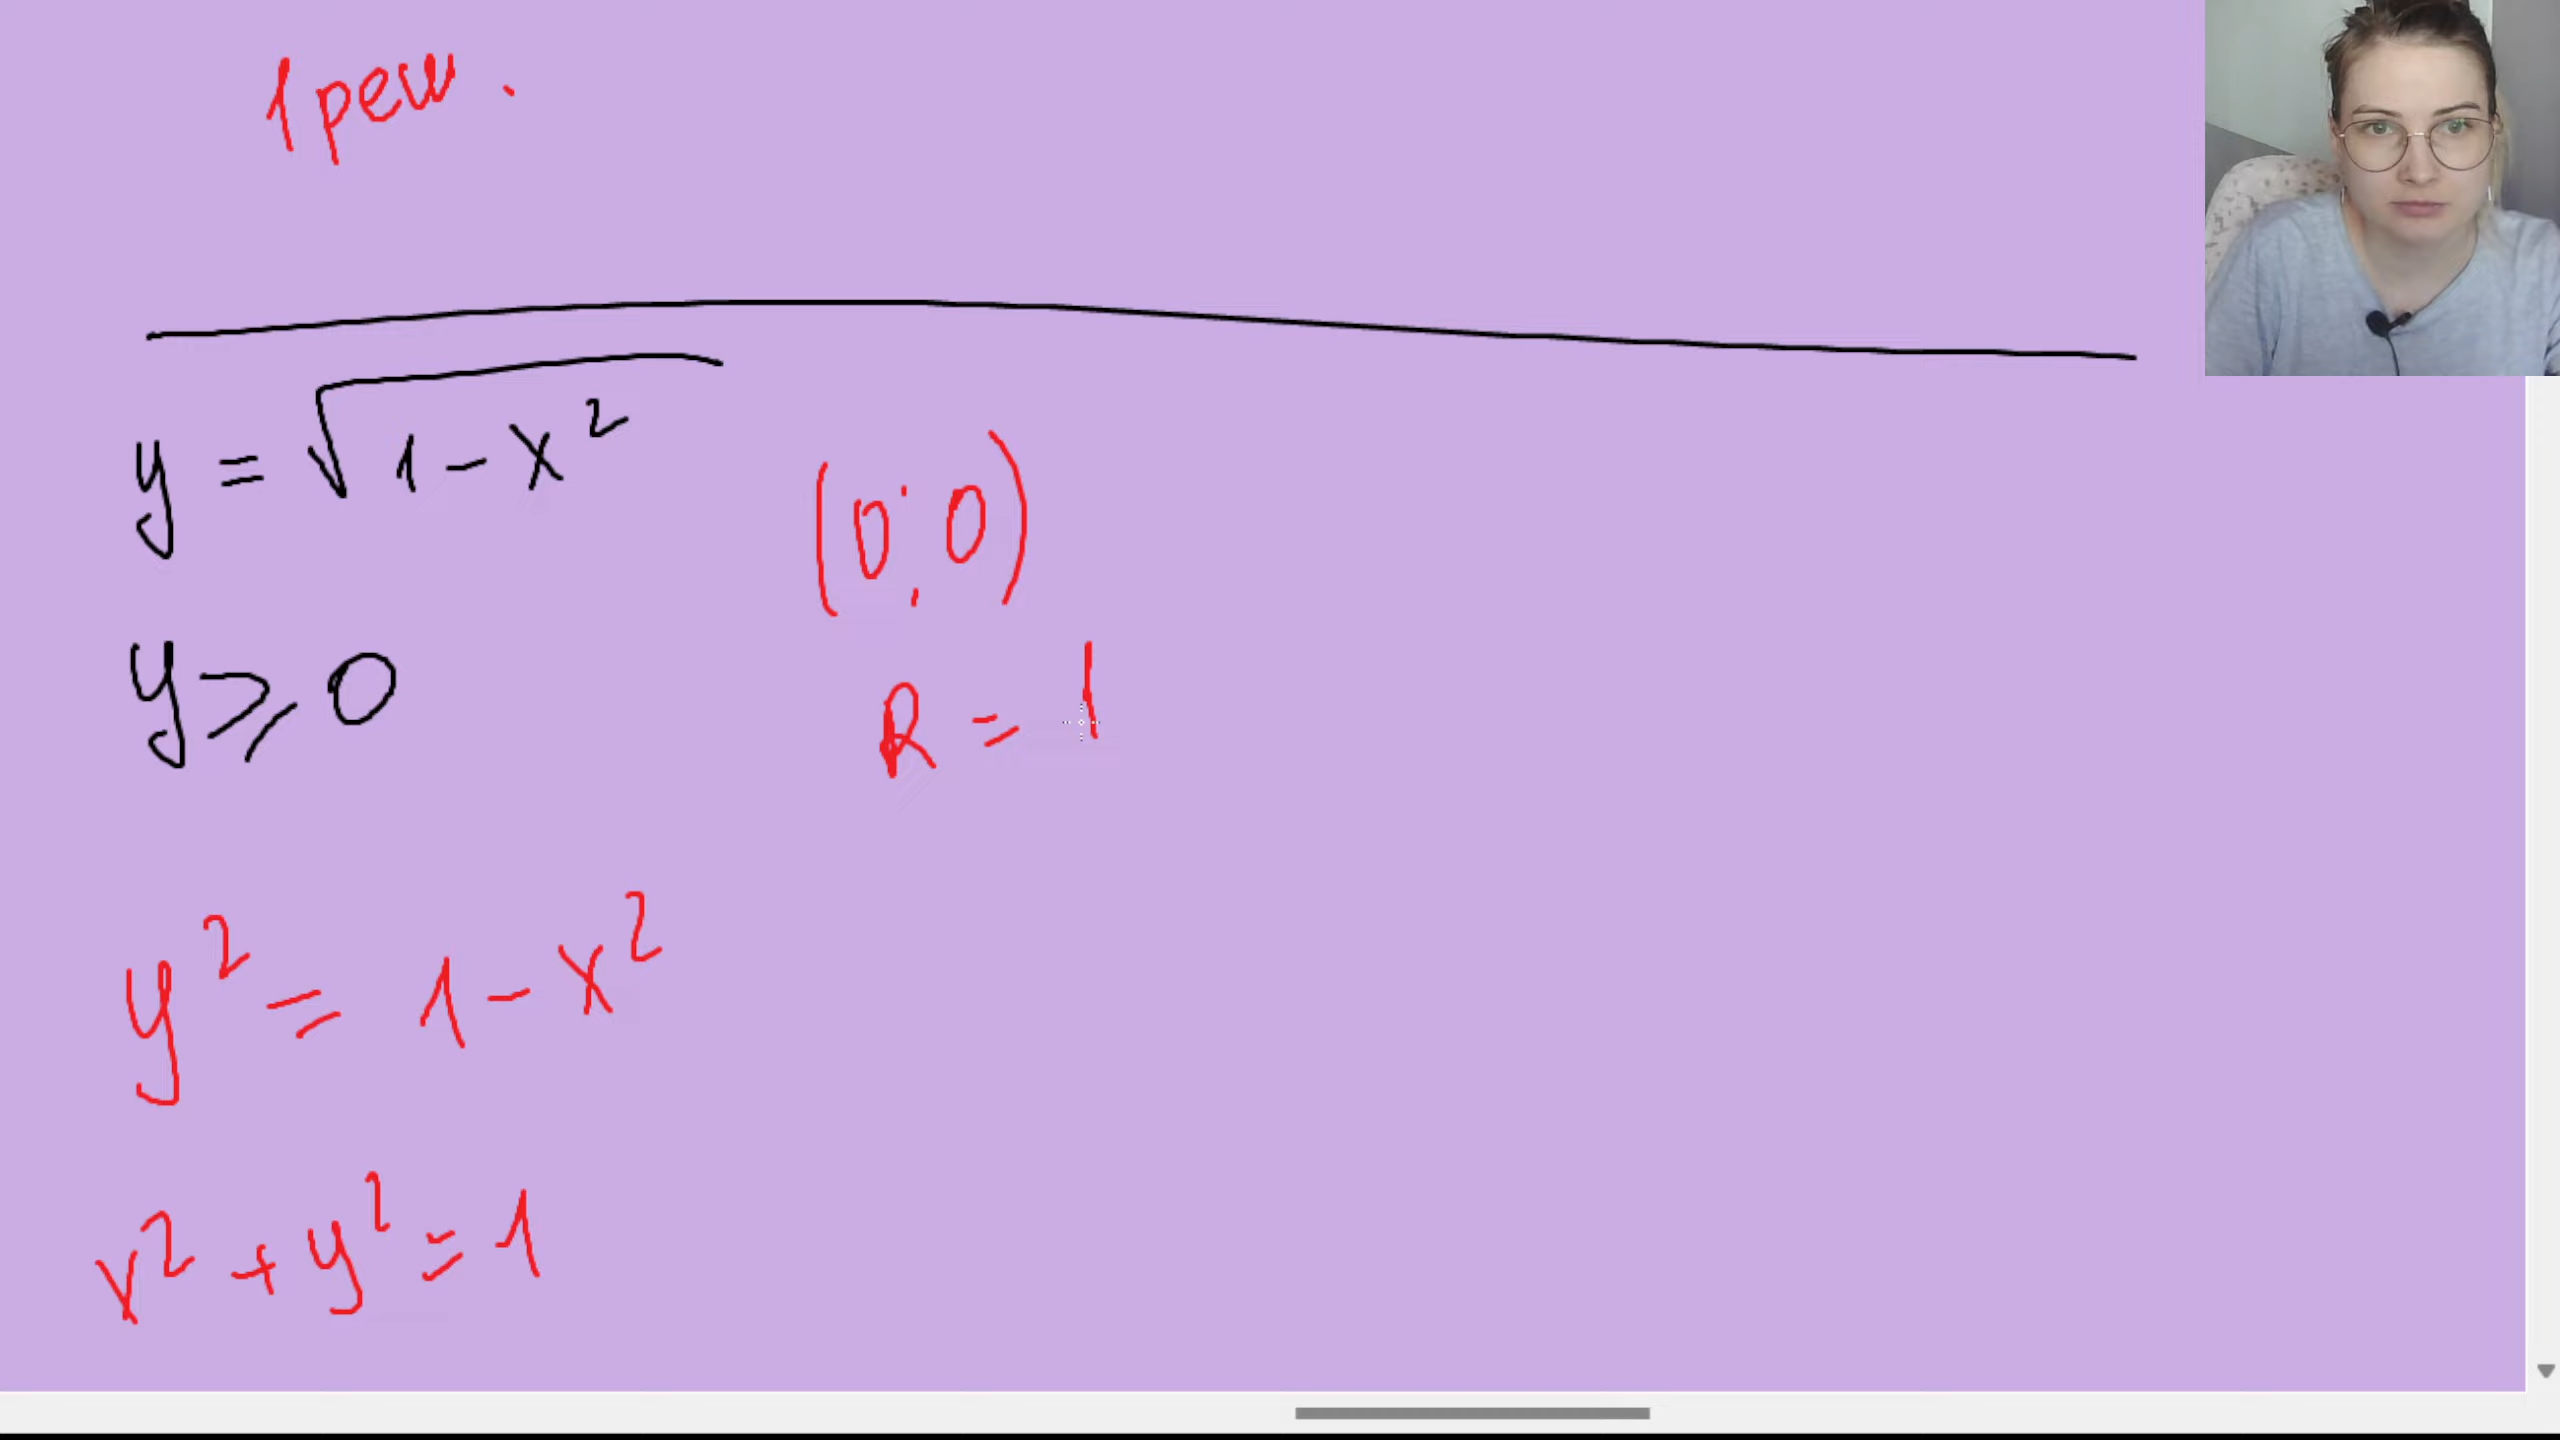 1 реш.
y = √1-x²
(0;0)
y ⩾ 0
R = 1
y² = 1-x²
x² + y² = 1